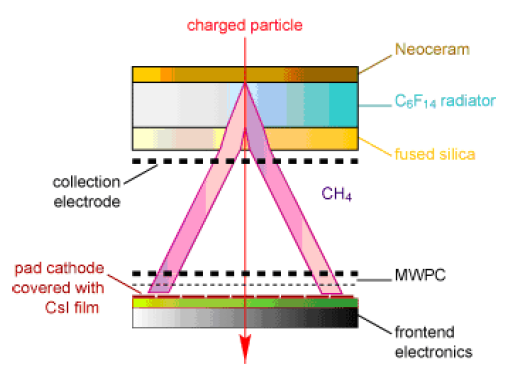 charged particle
Neoceram
C₆F₁₄ radiator
fused silica
collection
electrode
CH₄
pad cathode
covered with
CsI film
MWPC
frontend
electronics